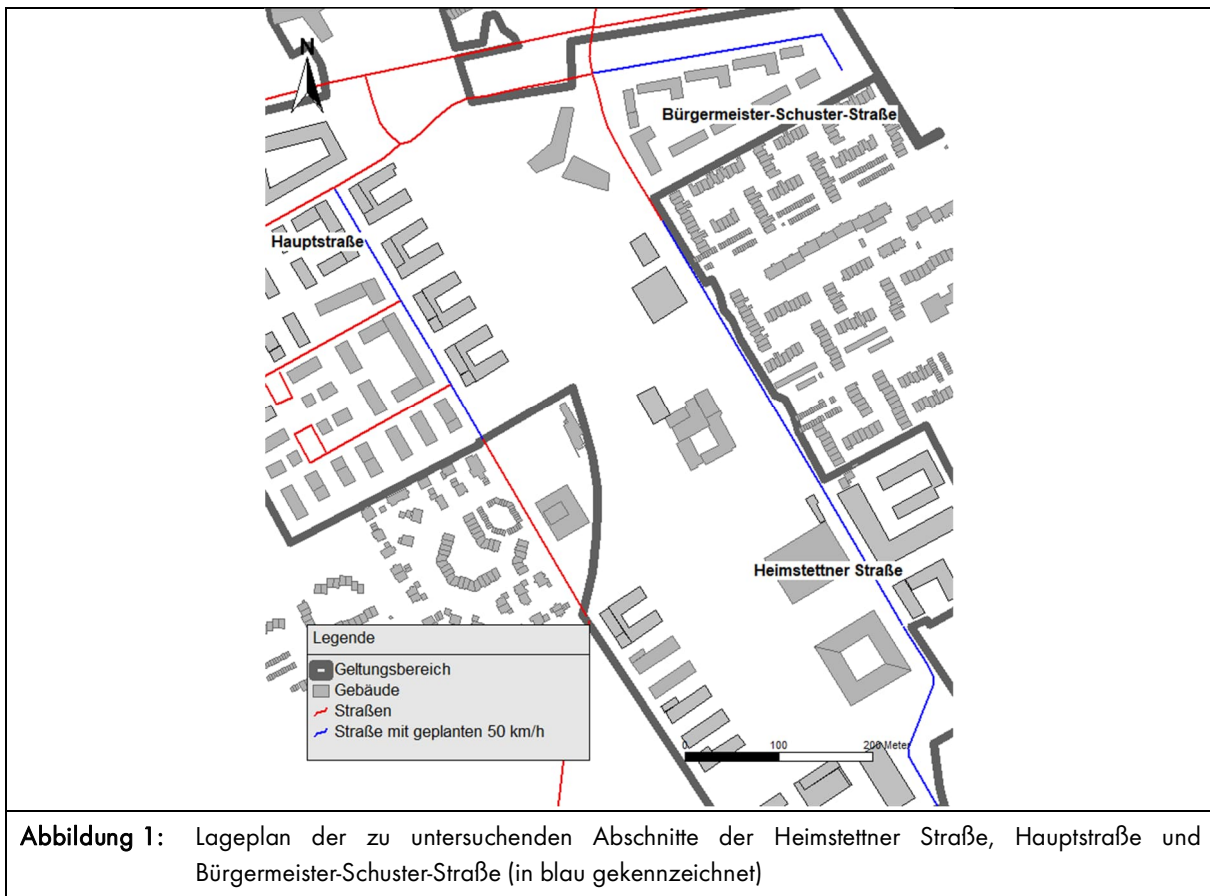 N
Bürgermeister-Schuster-Straße
Hauptstraße
Heimstettner Straße
Legende
Geltungsbereich
Gebäude
Straßen
Straße mit geplanten 50 km/h
0 100 200 Meter
Abbildung 1: Lageplan der zu untersuchenden Abschnitte der Heimstettner Straße, Hauptstraße und
Bürgermeister-Schuster-Straße (in blau gekennzeichnet)